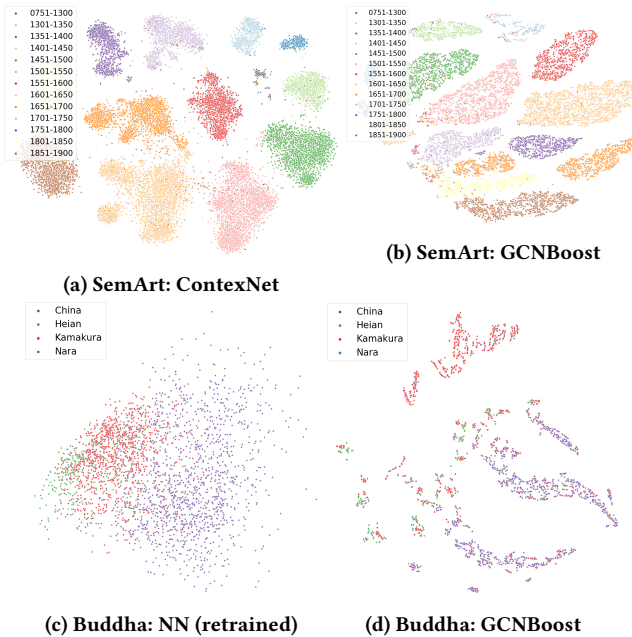 0751-1300
1301-1350
1351-1400
1401-1450
1451-1500
1501-1550
1551-1600
1601-1650
1651-1700
1701-1750
1751-1800
1801-1850
1851-1900
(a) SemArt: ContexNet
0751-1300
1301-1350
1351-1400
1401-1450
1451-1500
1501-1550
1551-1600
1601-1650
1651-1700
1701-1750
1751-1800
1801-1850
1851-1900
(b) SemArt: GCNBoost
China
Heian
Kamakura
Nara
(c) Buddha: NN (retrained)
China
Heian
Kamakura
Nara
(d) Buddha: GCNBoost